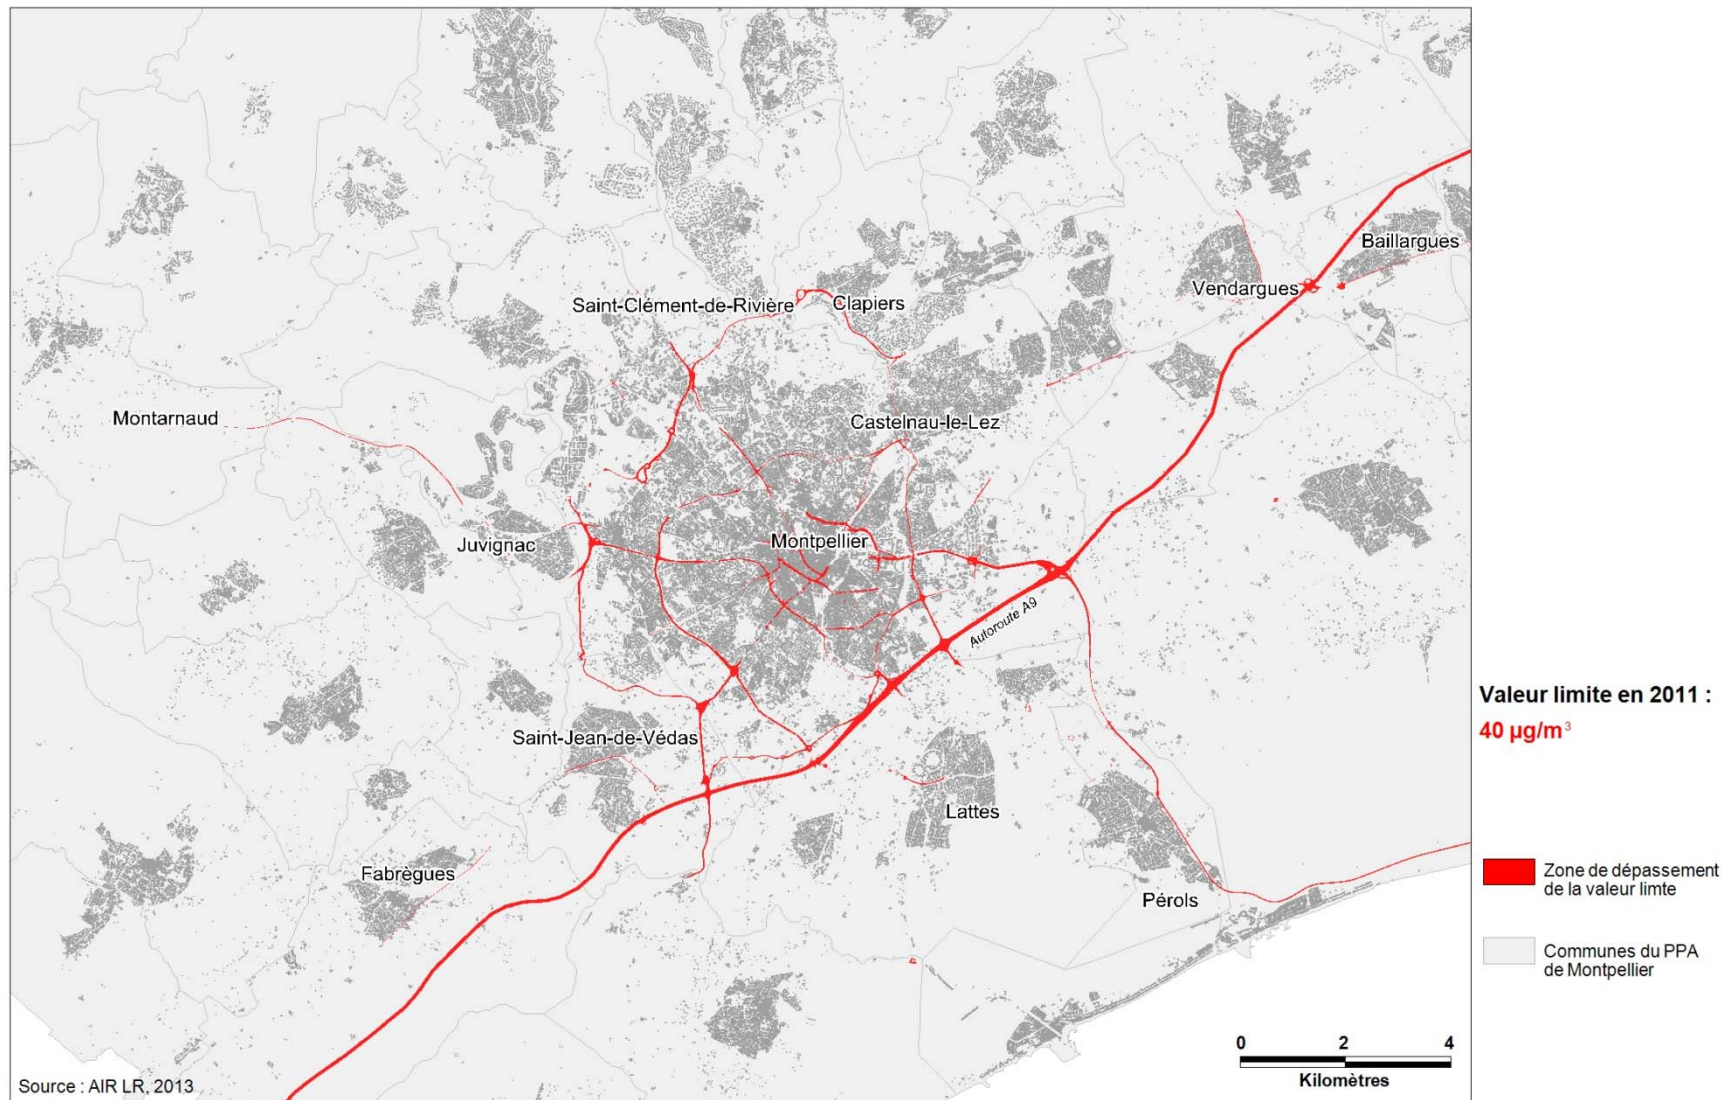 Baillargues
Vendargues
Saint-Clément-de-Rivière
Clapiers
Montarnaud
Castelnau-le-Lez
Juvignac
Montpellier
Autoroute A9
Saint-Jean-de-Védas
Lattes
Fabrègues
Pérols
Valeur limite en 2011 :
40 µg/m³
Zone de dépassement
de la valeur limte
Communes du PPA
de Montpellier
0 2 4
Kilomètres
Source : AIR LR, 2013